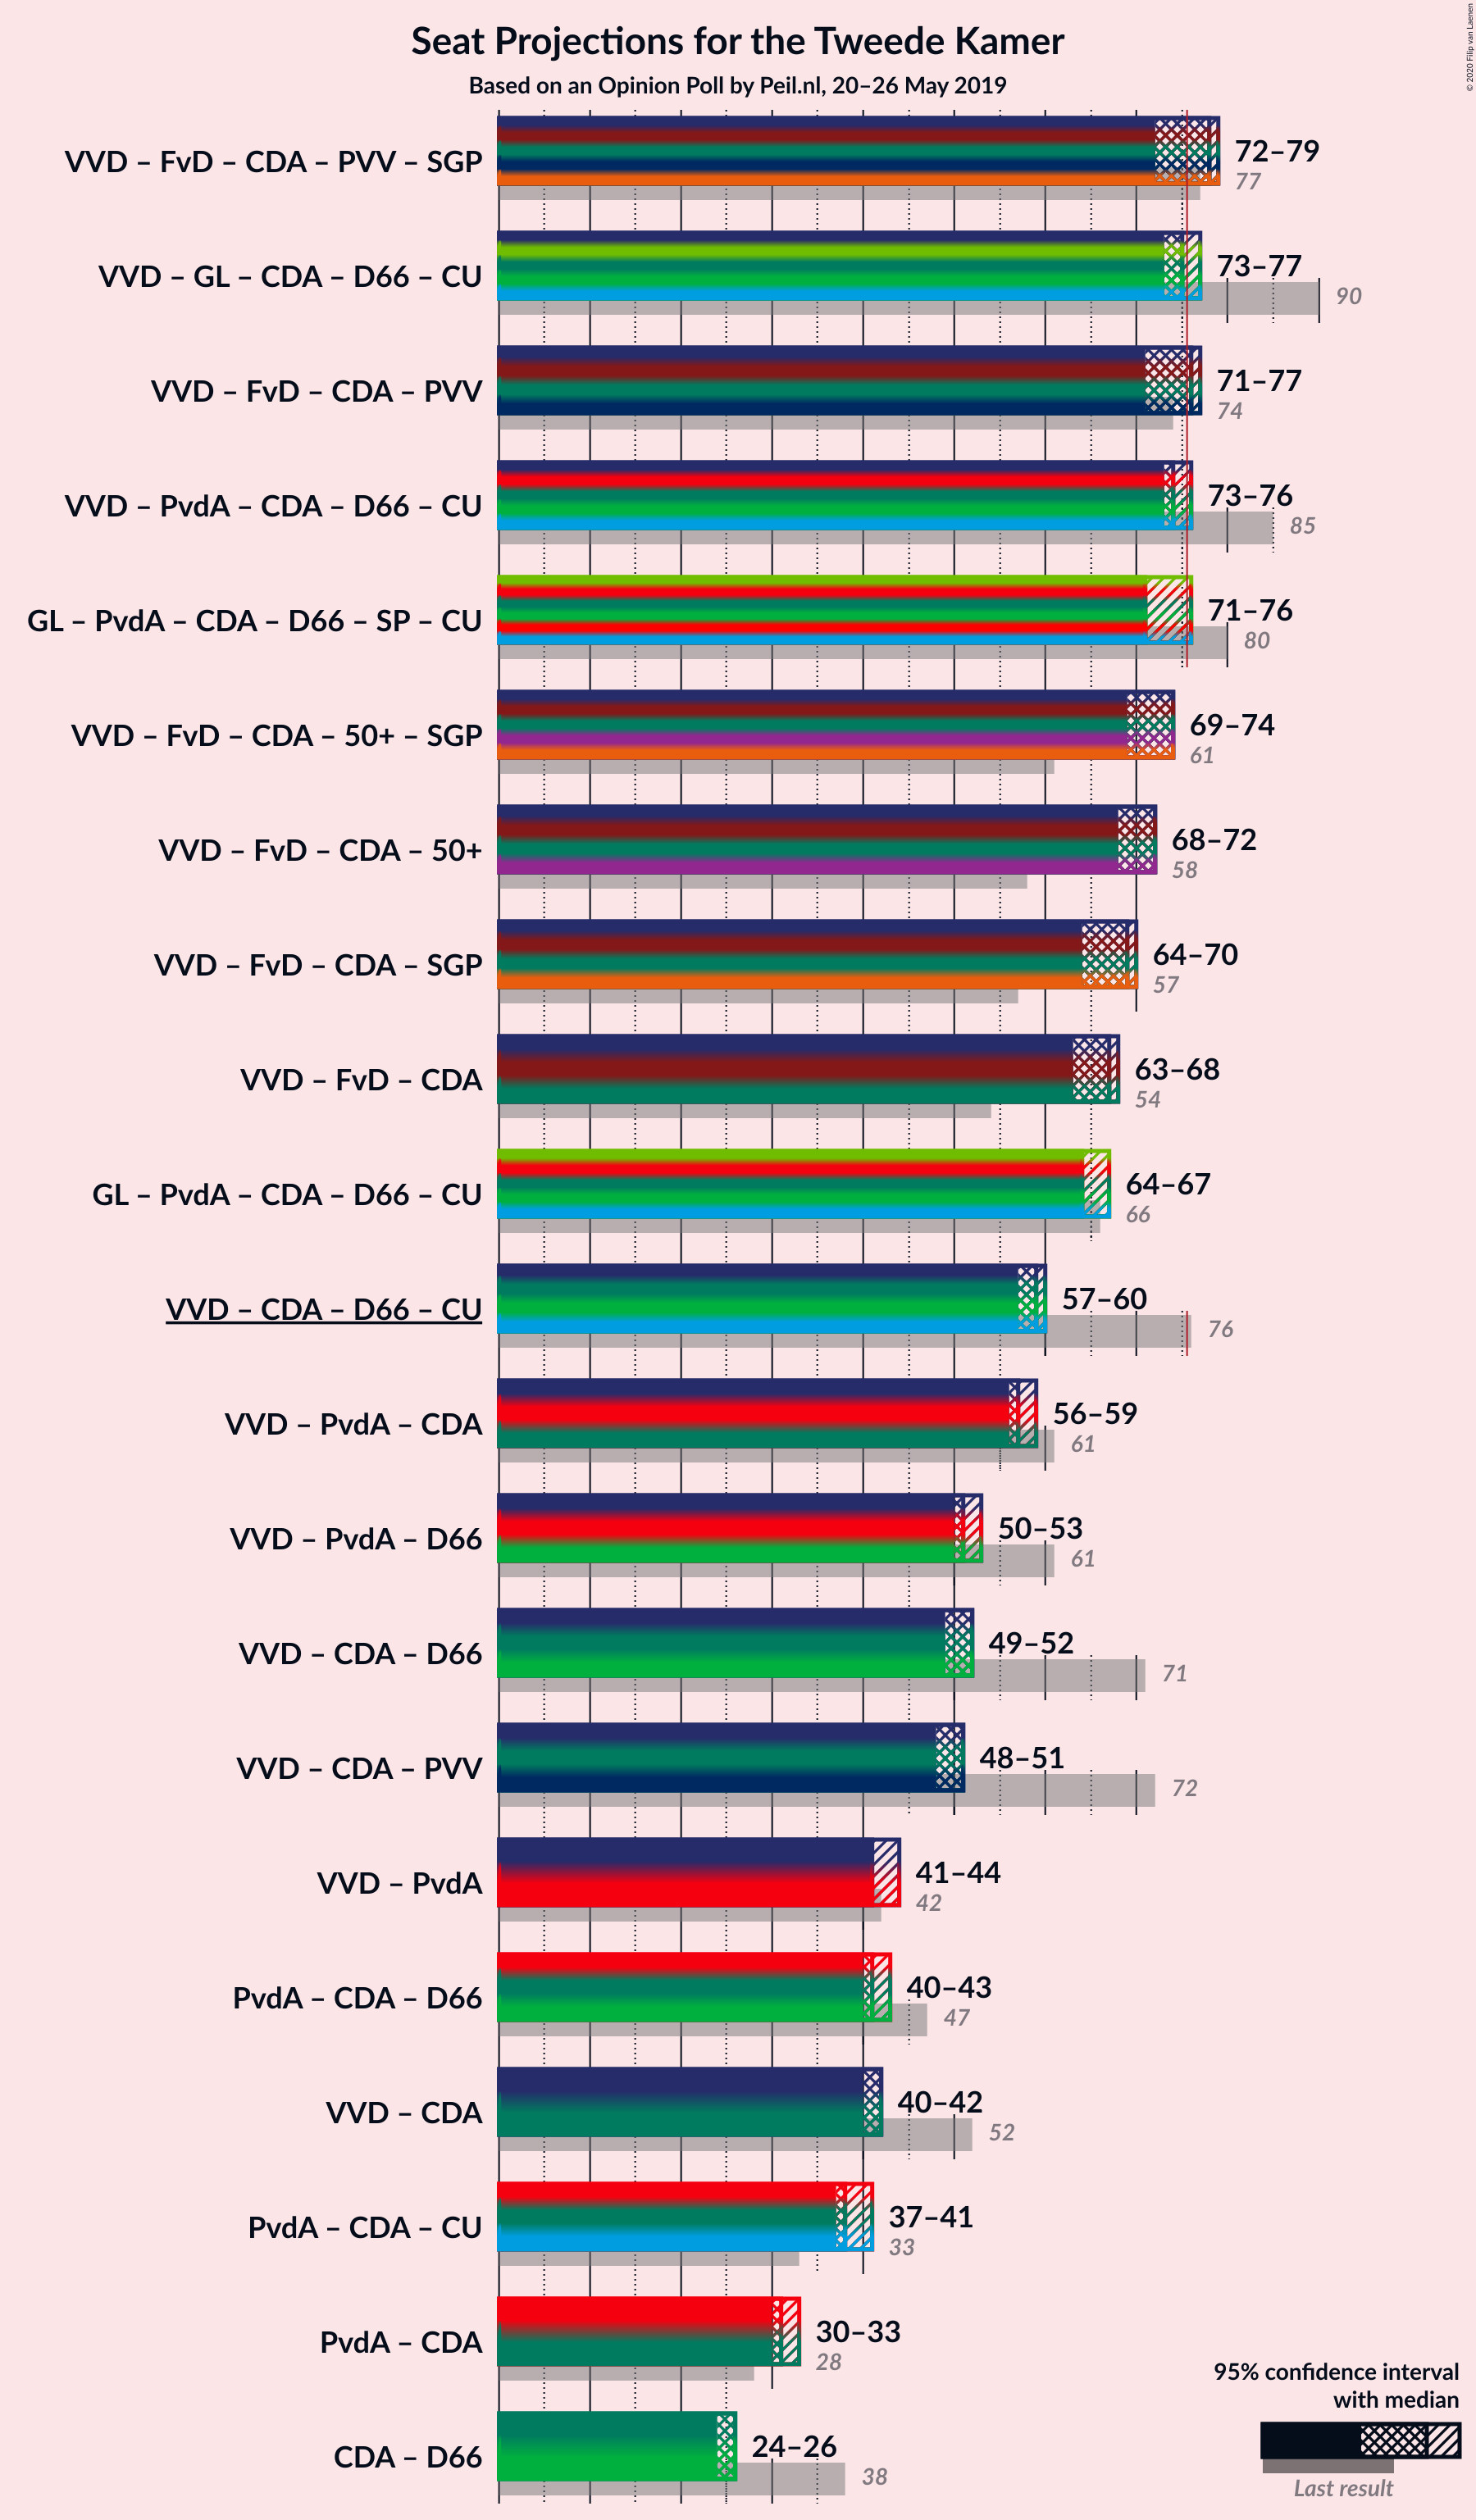 © 2020 Filip van Laenen
Seat Projections for the Tweede Kamer
Based on an Opinion Poll by Peil.nl, 20–26 May 2019
VVD – FvD – CDA – PVV – SGP
72–79
77
VVD – GL – CDA – D66 – CU
73–77
90
VVD – FvD – CDA – PVV
71–77
74
VVD – PvdA – CDA – D66 – CU
73–76
85
GL – PvdA – CDA – D66 – SP – CU
71–76
80
VVD – FvD – CDA – 50+ – SGP
69–74
61
VVD – FvD – CDA – 50+
68–72
58
VVD – FvD – CDA – SGP
64–70
57
VVD – FvD – CDA
63–68
54
GL – PvdA – CDA – D66 – CU
64–67
66
VVD – CDA – D66 – CU
57–60
76
VVD – PvdA – CDA
56–59
61
VVD – PvdA – D66
50–53
61
VVD – CDA – D66
49–52
71
VVD – CDA – PVV
48–51
72
VVD – PvdA
41–44
42
PvdA – CDA – D66
40–43
47
VVD – CDA
40–42
52
PvdA – CDA – CU
37–41
33
PvdA – CDA
30–33
28
CDA – D66
24–26
38
95% confidence interval
with median
Last result